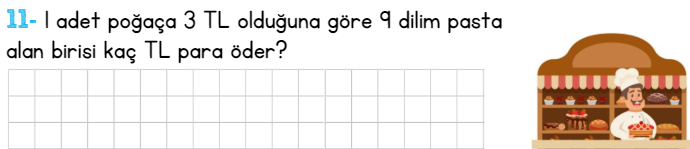 11- 1 adet poğaça 3 TL olduğuna göre 9 dilim pasta
alan birisi kaç TL para öder?